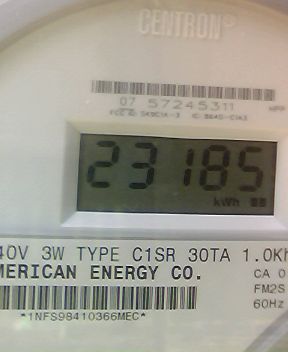 CENTRON®
07 57245311
23185
kWh
40V 3W TYPE C1SR 30TA 1.0Kh
MERICAN ENERGY CO.
CA 0
FM2S
60Hz
*1NFS98410366MEC*